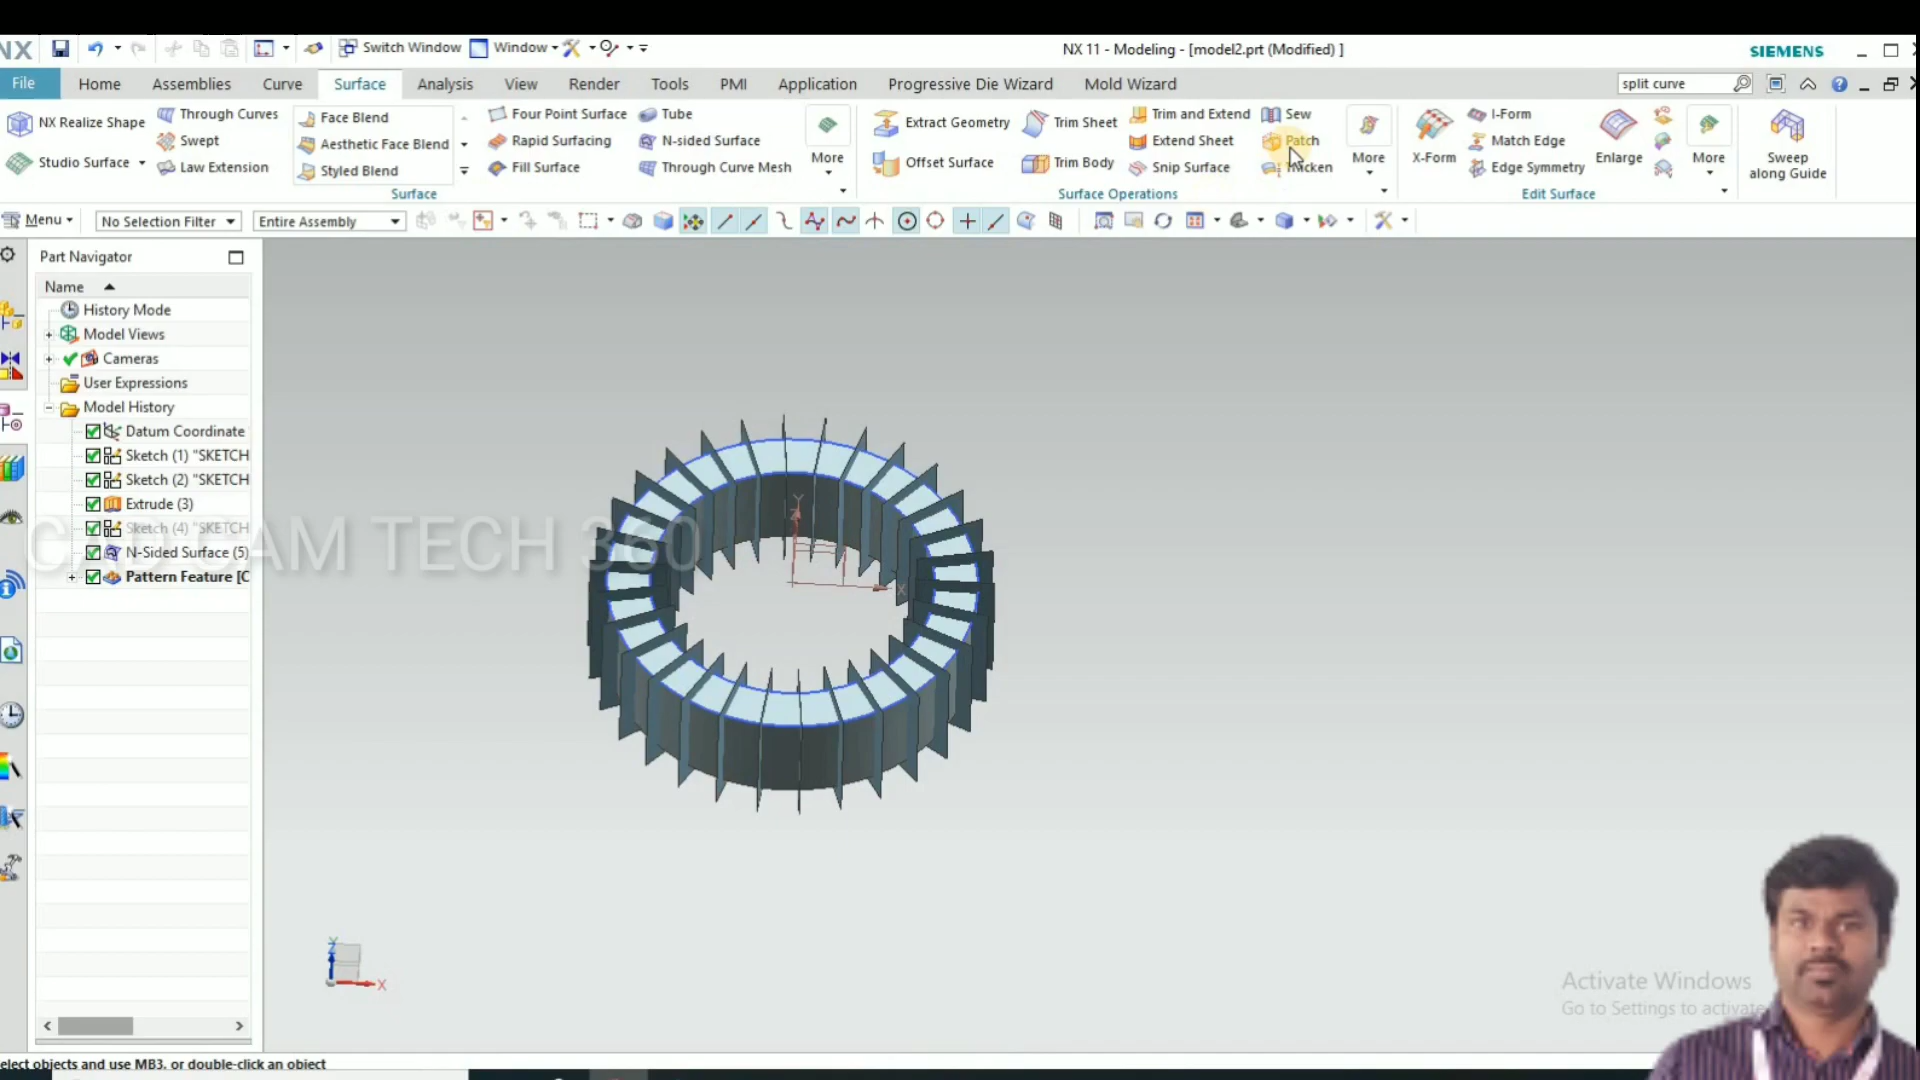 NX Switch Window Window NX 11 - Modeling - [model2.prt (Modified) ] SIEMENS
File Home Assemblies Curve Surface Analysis View Render Tools PMI Application Progressive Die Wizard Mold Wizard split curve
NX Realize Shape Through Curves Face Blend Four Point Surface Tube Extract Geometry Trim Sheet Trim and Extend Sew I-Form
Swept Aesthetic Face Blend Rapid Surfacing N-sided Surface More Extend Sheet Patch More X-Form Match Edge Enlarge More Sweep along Guide
Studio Surface Law Extension Styled Blend Fill Surface Through Curve Mesh Offset Surface Trim Body Snip Surface Thicken Edge Symmetry
Surface Surface Operations Edit Surface
Menu No Selection Filter Entire Assembly
Part Navigator
Name
History Mode
Model Views
Cameras
User Expressions
Model History
Datum Coordinate
Sketch (1) "SKETCH
Sketch (2) "SKETCH
Extrude (3)
Sketch (4) "SKETCH
CAD CAM TECH 360
N-Sided Surface (5)
Pattern Feature [C
Y
X
Z
X
Activate Windows
Go to Settings to activate
elect objects and use MB3, or double-click an object